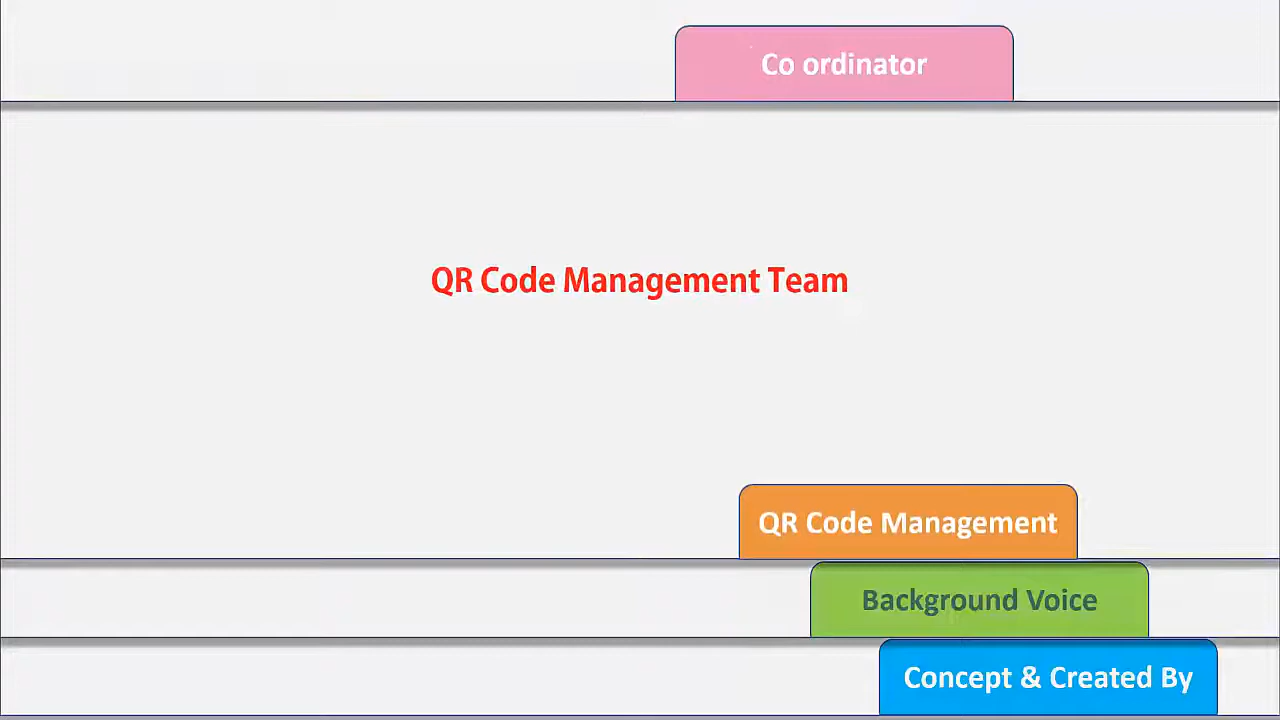 Co ordinator
QR Code Management Team
QR Code Management
Background Voice
Concept & Created By